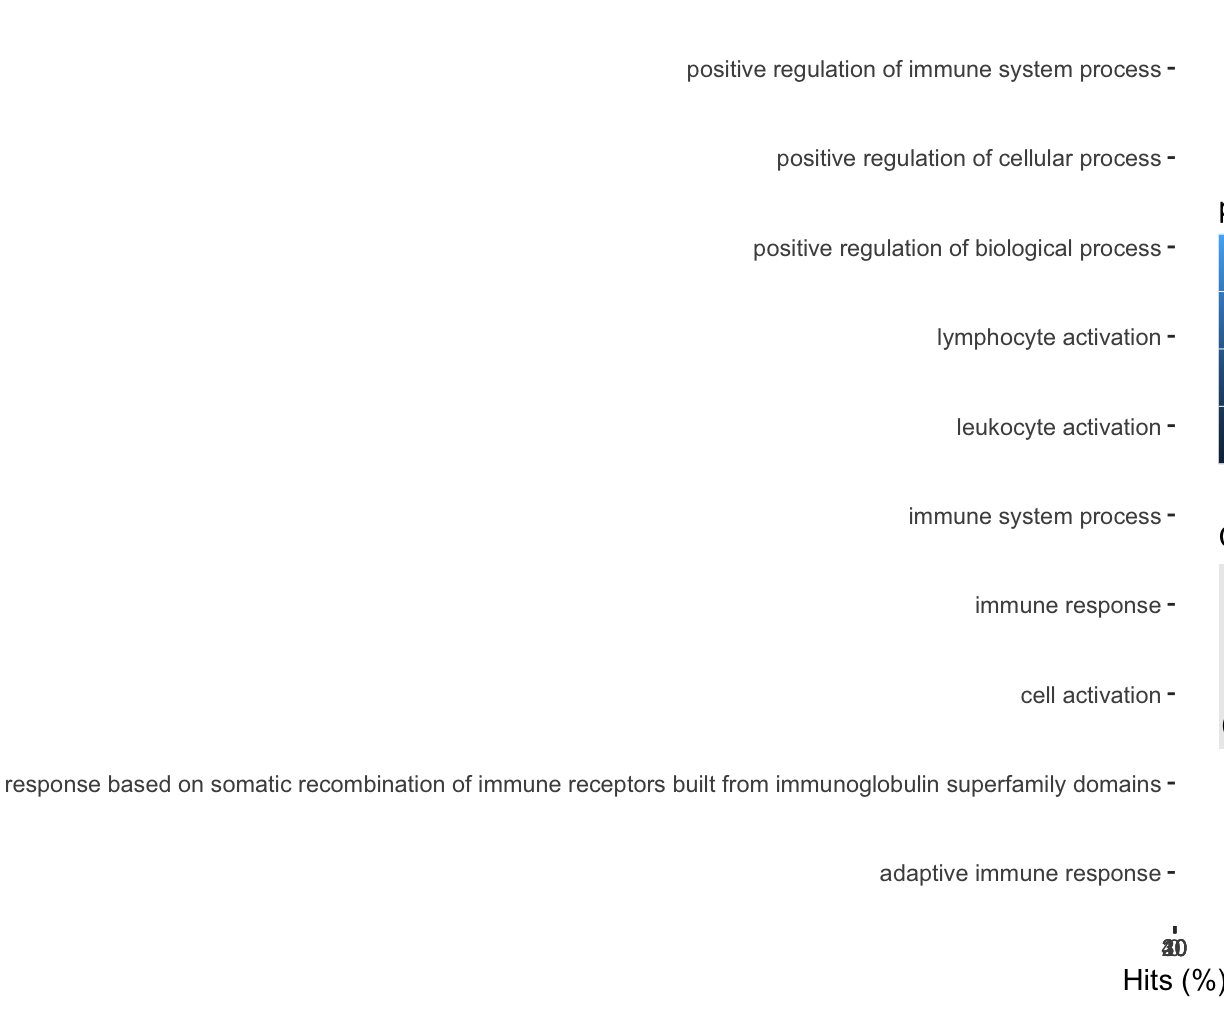 positive regulation of immune system process
positive regulation of cellular process
positive regulation of biological process
lymphocyte activation
leukocyte activation
immune system process
immune response
cell activation
response based on somatic recombination of immune receptors built from immunoglobulin superfamily domains
adaptive immune response
Hits (%)